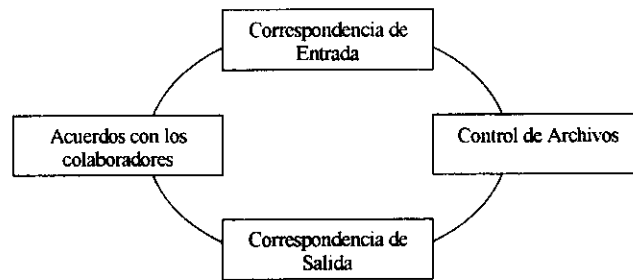 Correspondencia de
Entrada
Acuerdos con los
colaboradores
Control de Archivos
Correspondencia de
Salida